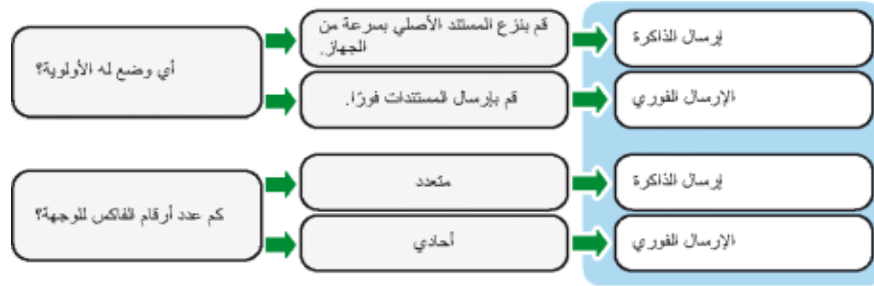 أي وضع له الأولوية؟
قم بنزع المستند الأصلي بسرعة من
الجهاز.
إرسال الذاكرة
قم بإرسال المستندات فورًا.
الإرسال الفوري
كم عدد أرقام الفاكس للوجهة؟
متعدد
إرسال الذاكرة
أحادي
الإرسال الفوري